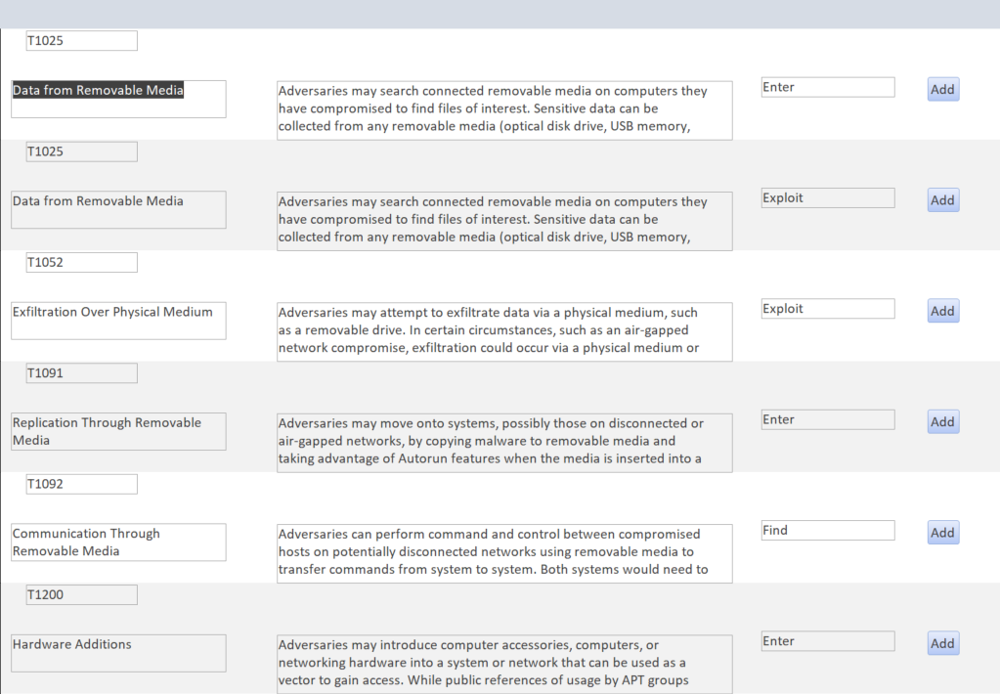 T1025
Data from Removable Media
Adversaries may search connected removable media on computers they
have compromised to find files of interest. Sensitive data can be
collected from any removable media (optical disk drive, USB memory,
Enter
Add
T1025
Data from Removable Media
Adversaries may search connected removable media on computers they
have compromised to find files of interest. Sensitive data can be
collected from any removable media (optical disk drive, USB memory,
Exploit
Add
T1052
Exfiltration Over Physical Medium
Adversaries may attempt to exfiltrate data via a physical medium, such
as a removable drive. In certain circumstances, such as an air-gapped
network compromise, exfiltration could occur via a physical medium or
Exploit
Add
T1091
Replication Through Removable
Media
Adversaries may move onto systems, possibly those on disconnected or
air-gapped networks, by copying malware to removable media and
taking advantage of Autorun features when the media is inserted into a
Enter
Add
T1092
Communication Through
Removable Media
Adversaries can perform command and control between compromised
hosts on potentially disconnected networks using removable media to
transfer commands from system to system. Both systems would need to
Find
Add
T1200
Hardware Additions
Adversaries may introduce computer accessories, computers, or
networking hardware into a system or network that can be used as a
vector to gain access. While public references of usage by APT groups
Enter
Add